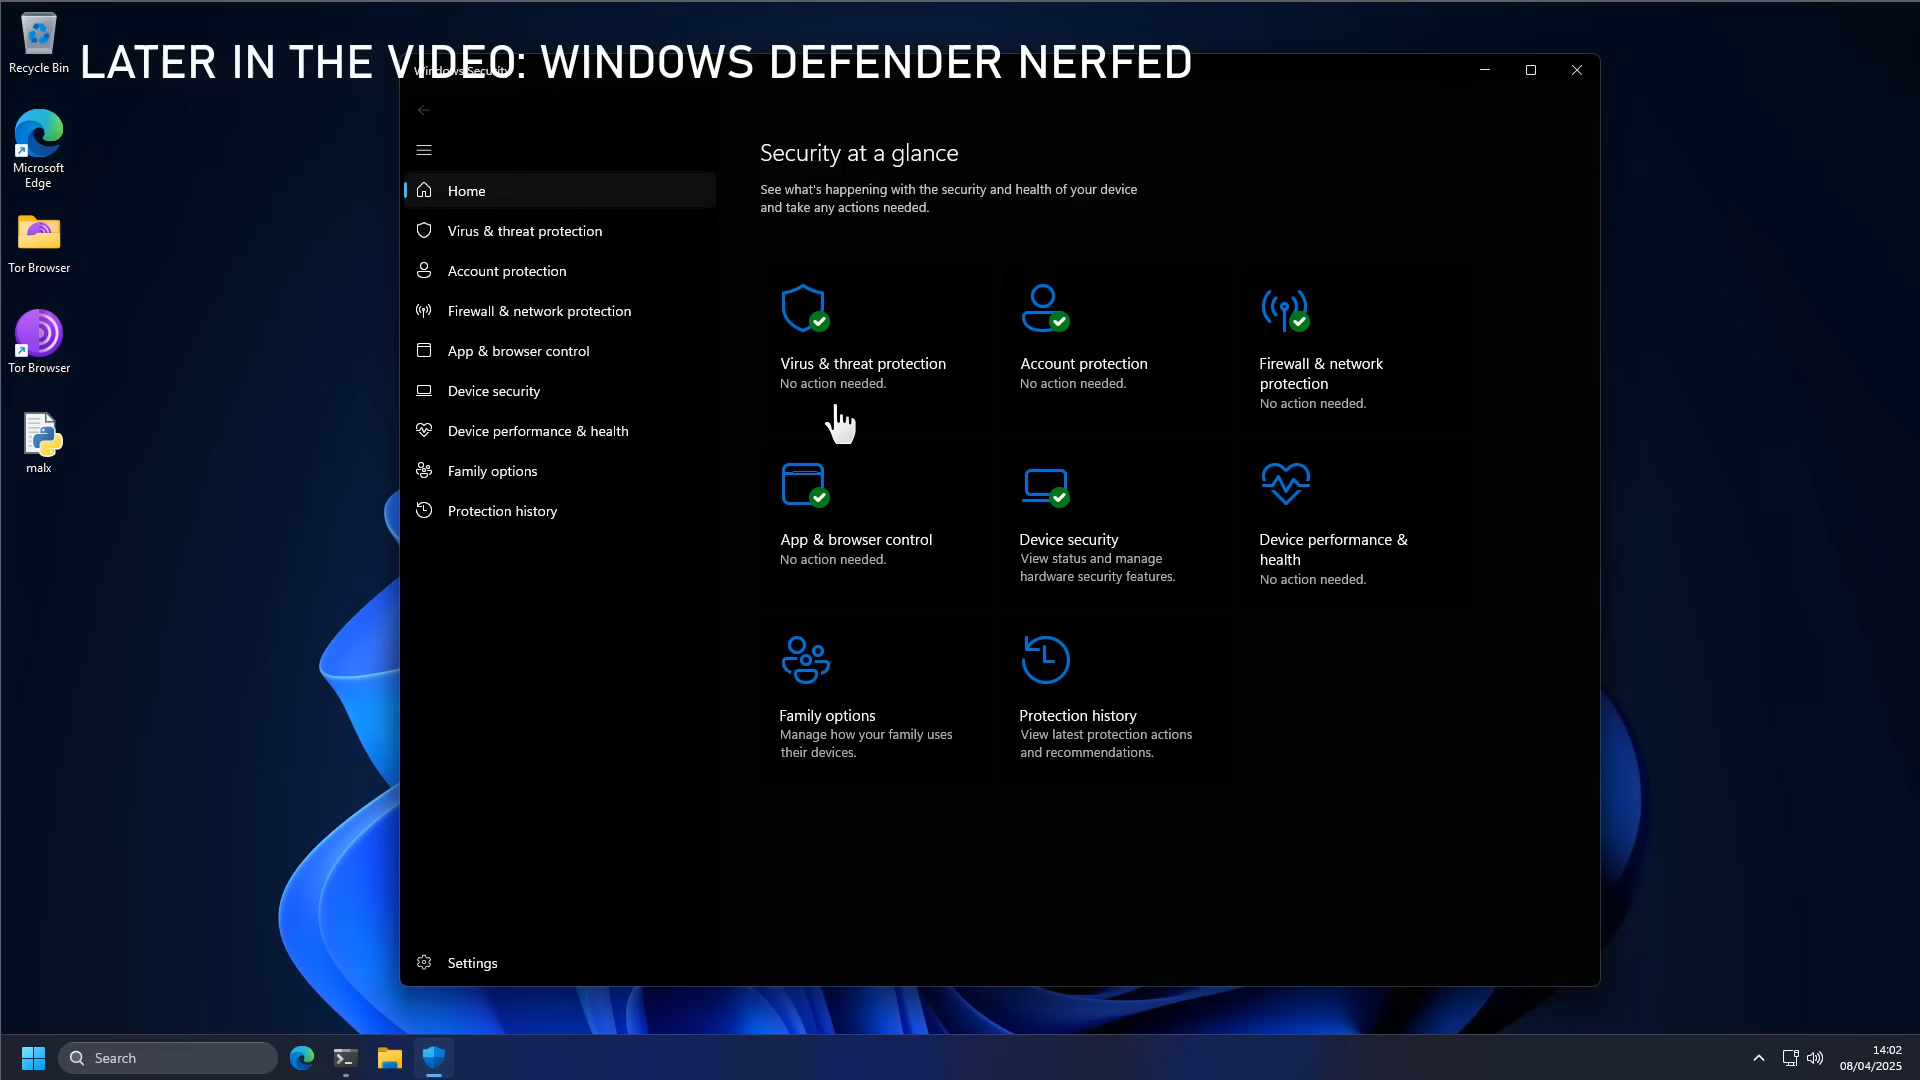 LATER IN THE VIDEO: WINDOWS DEFENDER NERFED
Windows Security
Recycle Bin
Microsoft
Edge
Tor Browser
Tor Browser
malx
Home
Virus & threat protection
Account protection
Firewall & network protection
App & browser control
Device security
Device performance & health
Family options
Protection history
Settings
Security at a glance
See what's happening with the security and health of your device
and take any actions needed.
Virus & threat protection
No action needed.
Account protection
No action needed.
Firewall & network
protection
No action needed.
App & browser control
No action needed.
Device security
View status and manage
hardware security features.
Device performance &
health
No action needed.
Family options
Manage how your family uses
their devices.
Protection history
View latest protection actions
and recommendations.
Search
14:02
08/04/2025